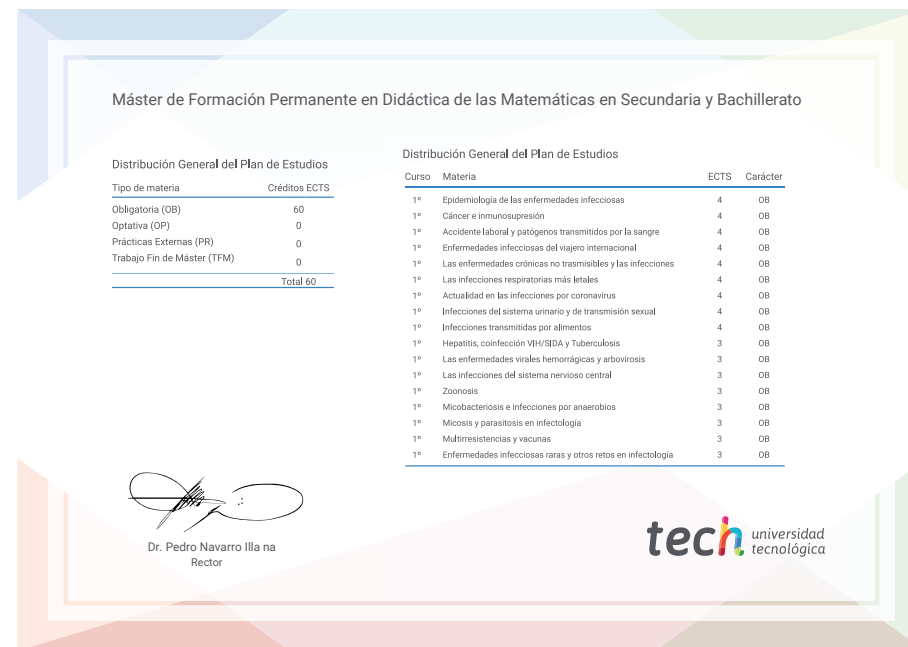 Máster de Formación Permanente en Didáctica de las Matemáticas en Secundaria y Bachillerato
Distribución General del Plan de Estudios
Tipo de materia Créditos ECTS
Obligatoria (OB) 60
Optativa (OP) 0
Prácticas Externas (PR) 0
Trabajo Fin de Máster (TFM) 0
Total 60
Distribución General del Plan de Estudios
Curso Materia ECTS Carácter
1º Epidemiología de las enfermedades infecciosas 4 OB
1º Cáncer e inmunosupresión 4 OB
1º Accidente laboral y patógenos transmitidos por la sangre 4 OB
1º Enfermedades infecciosas del viajero internacional 4 OB
1º Las enfermedades crónicas no trasmisibles y las infecciones 4 OB
1º Las infecciones respiratorias más letales 4 OB
1º Actualidad en las infecciones por coronavirus 4 OB
1º Infecciones del sistema urinario y de transmisión sexual 4 OB
1º Infecciones transmitidas por alimentos 4 OB
1º Hepatitis, coinfección VIH/SIDA y Tuberculosis 3 OB
1º Las enfermedades virales hemorrágicas y arbovirosis 3 OB
1º Las infecciones del sistema nervioso central 3 OB
1º Zoonosis 3 OB
1º Micobacteriosis e infecciones por anaerobios 3 OB
1º Micosis y parasitosis en infectología 3 OB
1º Multirresistencias y vacunas 3 OB
1º Enfermedades infecciosas raras y otros retos en infectología 3 OB
Dr. Pedro Navarro Illa na
Rector
tech universidad
tecnológica